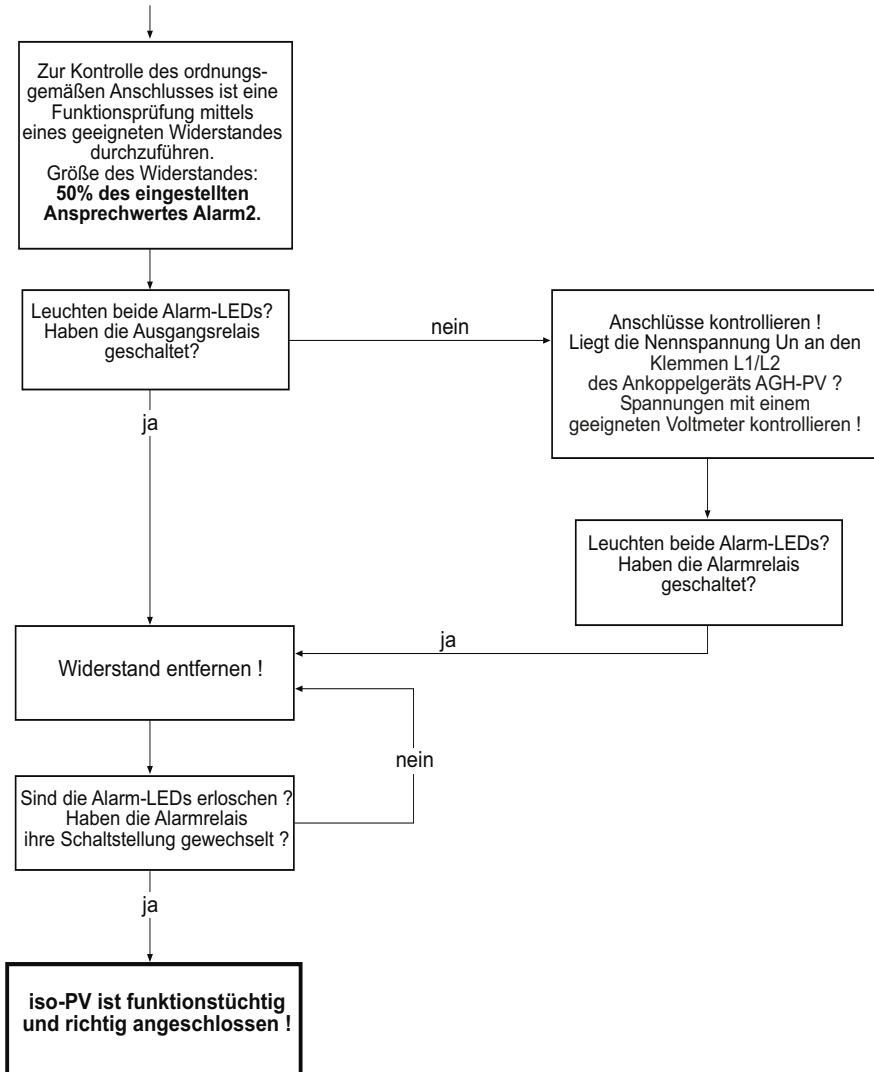 Zur Kontrolle des ordnungs-
gemäßen Anschlusses ist eine
Funktionsprüfung mittels
eines geeigneten Widerstandes
durchzuführen.
Größe des Widerstandes:
50% des eingestellten
Ansprechwertes Alarm2.
Leuchten beide Alarm-LEDs?
Haben die Ausgangsrelais
geschaltet?
nein
Anschlüsse kontrollieren !
Liegt die Nennspannung Un an den
Klemmen L1/L2
des Ankoppelgeräts AGH-PV ?
Spannungen mit einem
geeigneten Voltmeter kontrollieren !
ja
Leuchten beide Alarm-LEDs?
Haben die Alarmrelais
geschaltet?
ja
Widerstand entfernen !
nein
Sind die Alarm-LEDs erloschen ?
Haben die Alarmrelais
ihre Schaltstellung gewechselt ?
ja
iso-PV ist funktionstüchtig
und richtig angeschlossen !